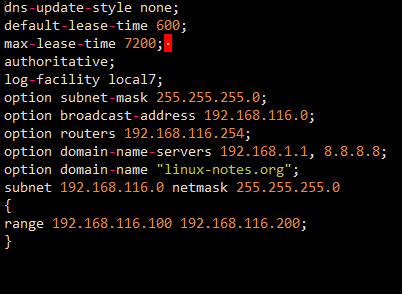 dns-update-style none;
default-lease-time 600;
max-lease-time 7200;
authoritative;
log-facility local7;
option subnet-mask 255.255.255.0;
option broadcast-address 192.168.116.0;
option routers 192.168.116.254;
option domain-name-servers 192.168.1.1, 8.8.8.8;
option domain-name "linux-notes.org";
subnet 192.168.116.0 netmask 255.255.255.0
{
range 192.168.116.100 192.168.116.200;
}